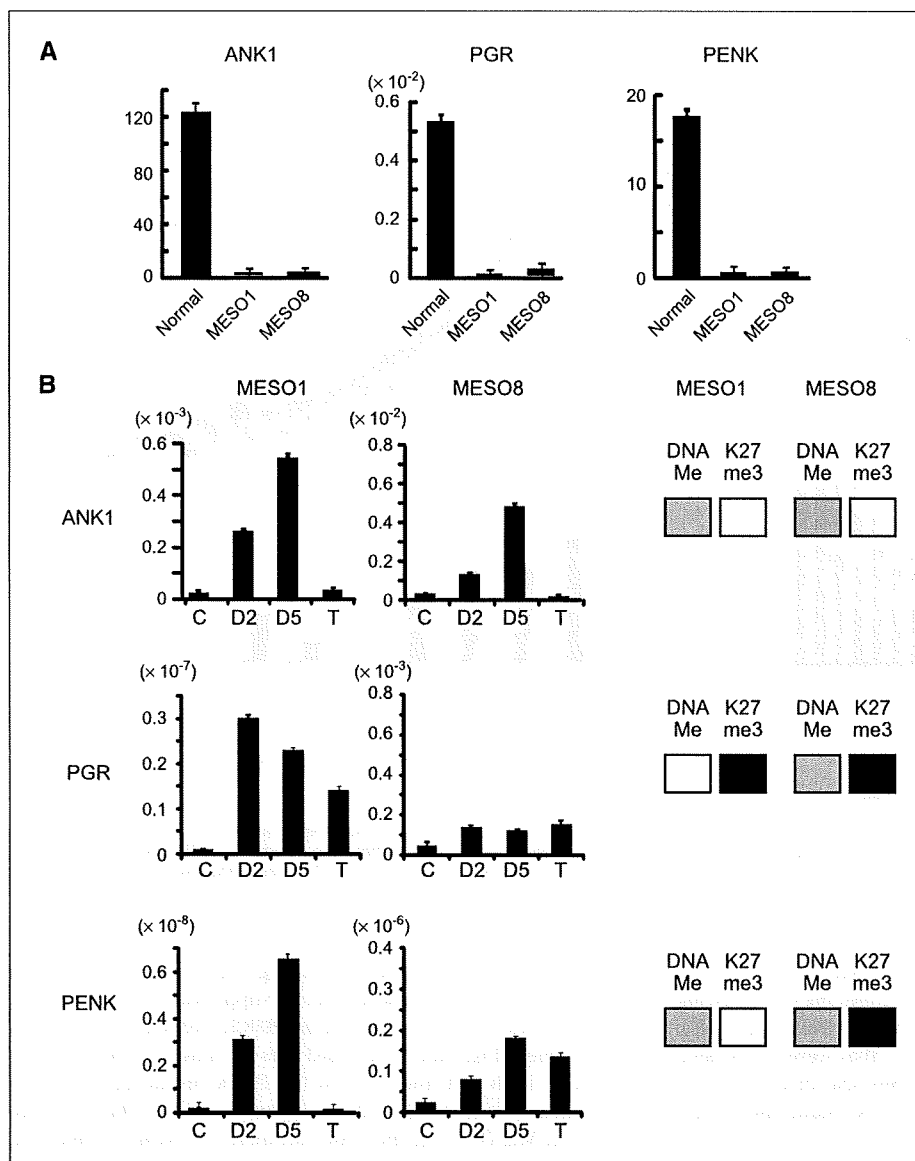 A
ANK1 PGR PENK
(× 10⁻²)
120
80
40
0
0.6
0.4
0.2
0
20
10
0
Normal MESO1 MESO8
Normal MESO1 MESO8
Normal MESO1 MESO8
B
MESO1 MESO8 MESO1 MESO8
ANK1
(× 10⁻³)
0.6
0.4
0.2
0
C D2 D5 T
(× 10⁻²)
0.8
0.6
0.4
0.2
0
C D2 D5 T
DNA K27 DNA K27
Me me3 Me me3
PGR
(× 10⁻⁷)
0.3
0.2
0.1
0
C D2 D5 T
(× 10⁻³)
0.8
0.6
0.4
0.2
0
C D2 D5 T
DNA K27 DNA K27
Me me3 Me me3
PENK
(× 10⁻⁸)
0.6
0.4
0.2
0
C D2 D5 T
(× 10⁻⁶)
0.4
0.3
0.2
0.1
0
C D2 D5 T
DNA K27 DNA K27
Me me3 Me me3